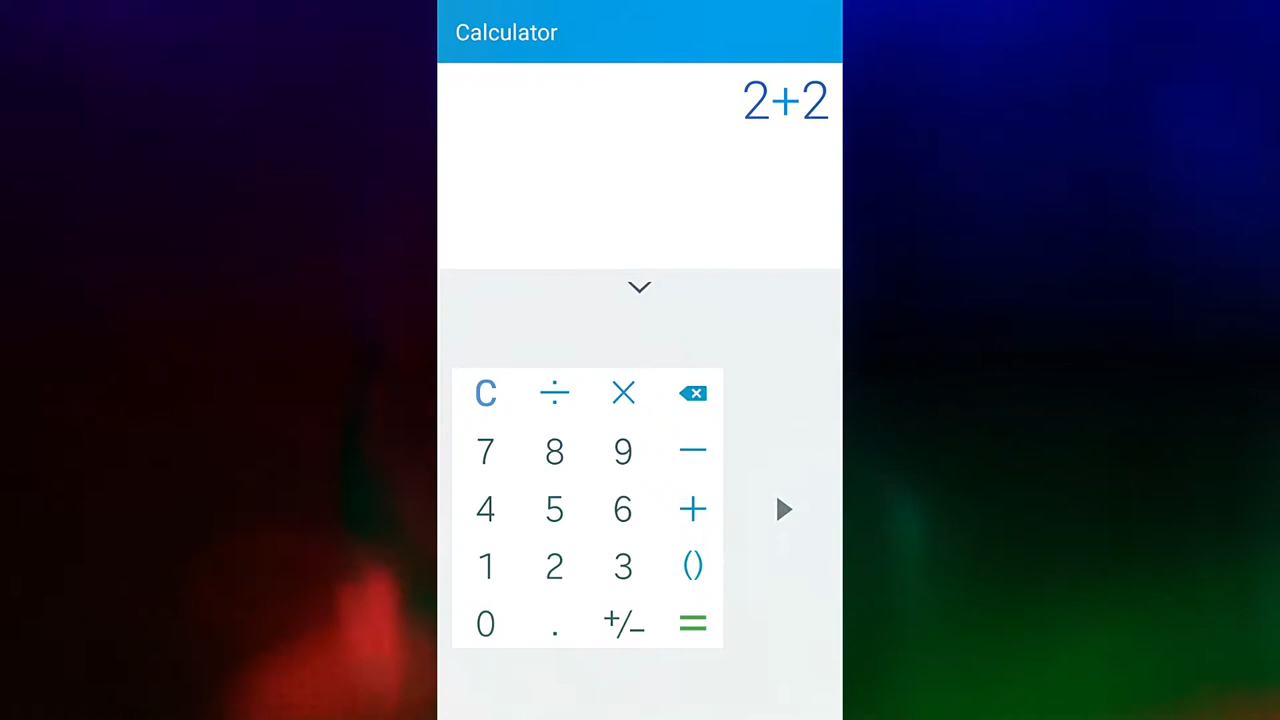 Calculator
2+2
C ÷ ×
7 8 9 −
4 5 6 +
1 2 3 ()
0 . +/− =